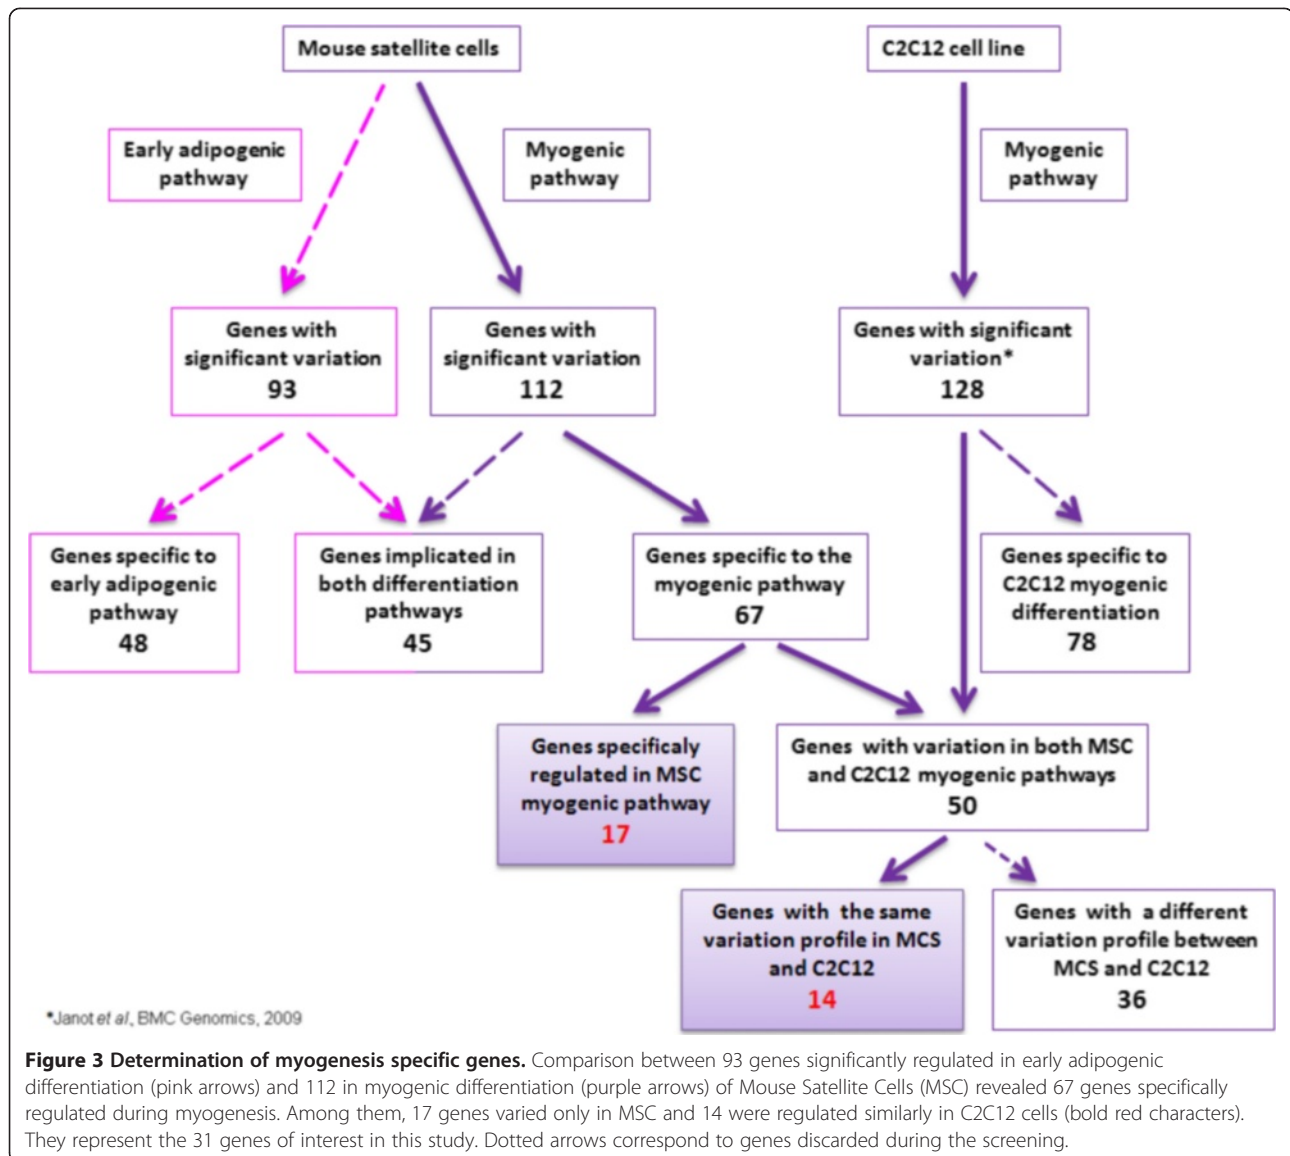 Mouse satellite cells
C2C12 cell line
Early adipogenic
pathway
Myogenic
pathway
Myogenic
pathway
Genes with
significant variation
93
Genes with
significant variation
112
Genes with significant
variation*
128
Genes specific to
early adipogenic
pathway
48
Genes implicated in
both differentiation
pathways
45
Genes specific to the
myogenic pathway
67
Genes specific to
C2C12 myogenic
differentiation
78
Genes specificaly
regulated in MSC
myogenic pathway
17
Genes with variation in both MSC
and C2C12 myogenic pathways
50
Genes with the same
variation profile in MCS
and C2C12
14
Genes with a different
variation profile between
MCS and C2C12
36
*Janot et al, BMC Genomics, 2009
Figure 3 Determination of myogenesis specific genes. Comparison between 93 genes significantly regulated in early adipogenic
differentiation (pink arrows) and 112 in myogenic differentiation (purple arrows) of Mouse Satellite Cells (MSC) revealed 67 genes specifically
regulated during myogenesis. Among them, 17 genes varied only in MSC and 14 were regulated similarly in C2C12 cells (bold red characters).
They represent the 31 genes of interest in this study. Dotted arrows correspond to genes discarded during the screening.